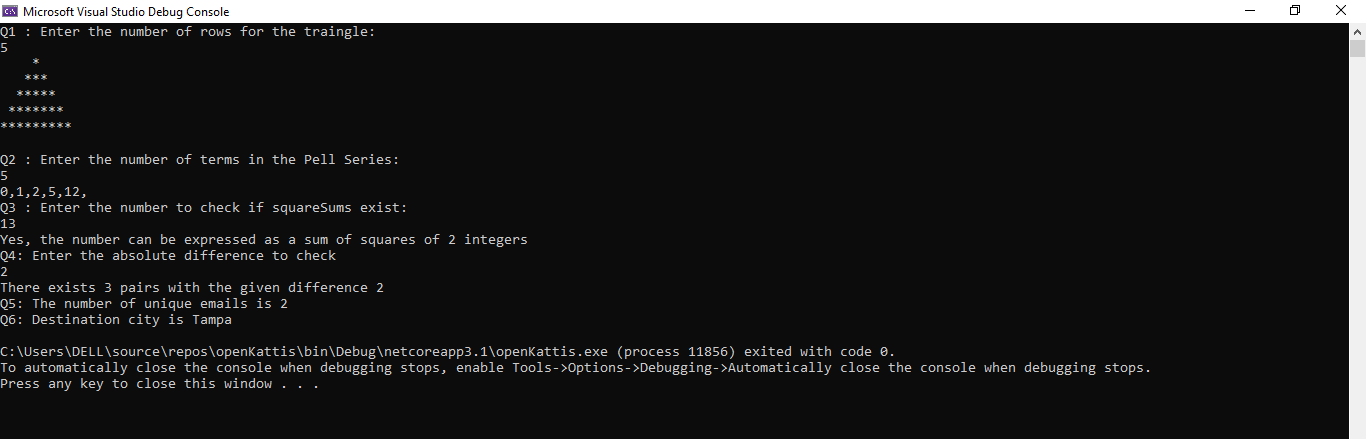 Microsoft Visual Studio Debug Console
Q1 : Enter the number of rows for the traingle:
5
    *
   ***
  *****
 *******
*********

Q2 : Enter the number of terms in the Pell Series:
5
0,1,2,5,12,
Q3 : Enter the number to check if squareSums exist:
13
Yes, the number can be expressed as a sum of squares of 2 integers
Q4: Enter the absolute difference to check
2
There exists 3 pairs with the given difference 2
Q5: The number of unique emails is 2
Q6: Destination city is Tampa

C:\Users\DELL\source\repos\openKattis\bin\Debug\netcoreapp3.1\openKattis.exe (process 11856) exited with code 0.
To automatically close the console when debugging stops, enable Tools->Options->Debugging->Automatically close the console when debugging stops.
Press any key to close this window . . .